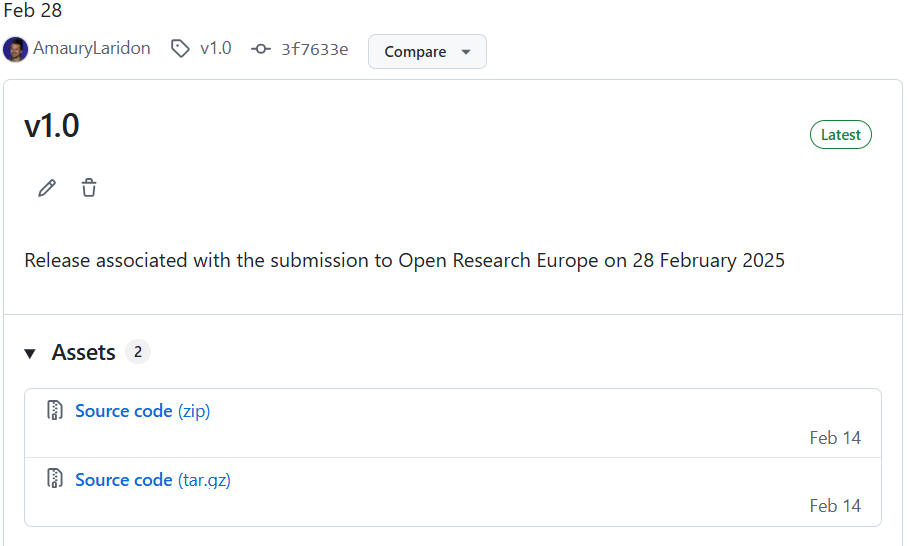 Feb 28
AmauryLaridon v1.0 3f7633e Compare
v1.0
Latest
Release associated with the submission to Open Research Europe on 28 February 2025
Assets 2
Source code (zip)
Feb 14
Source code (tar.gz)
Feb 14